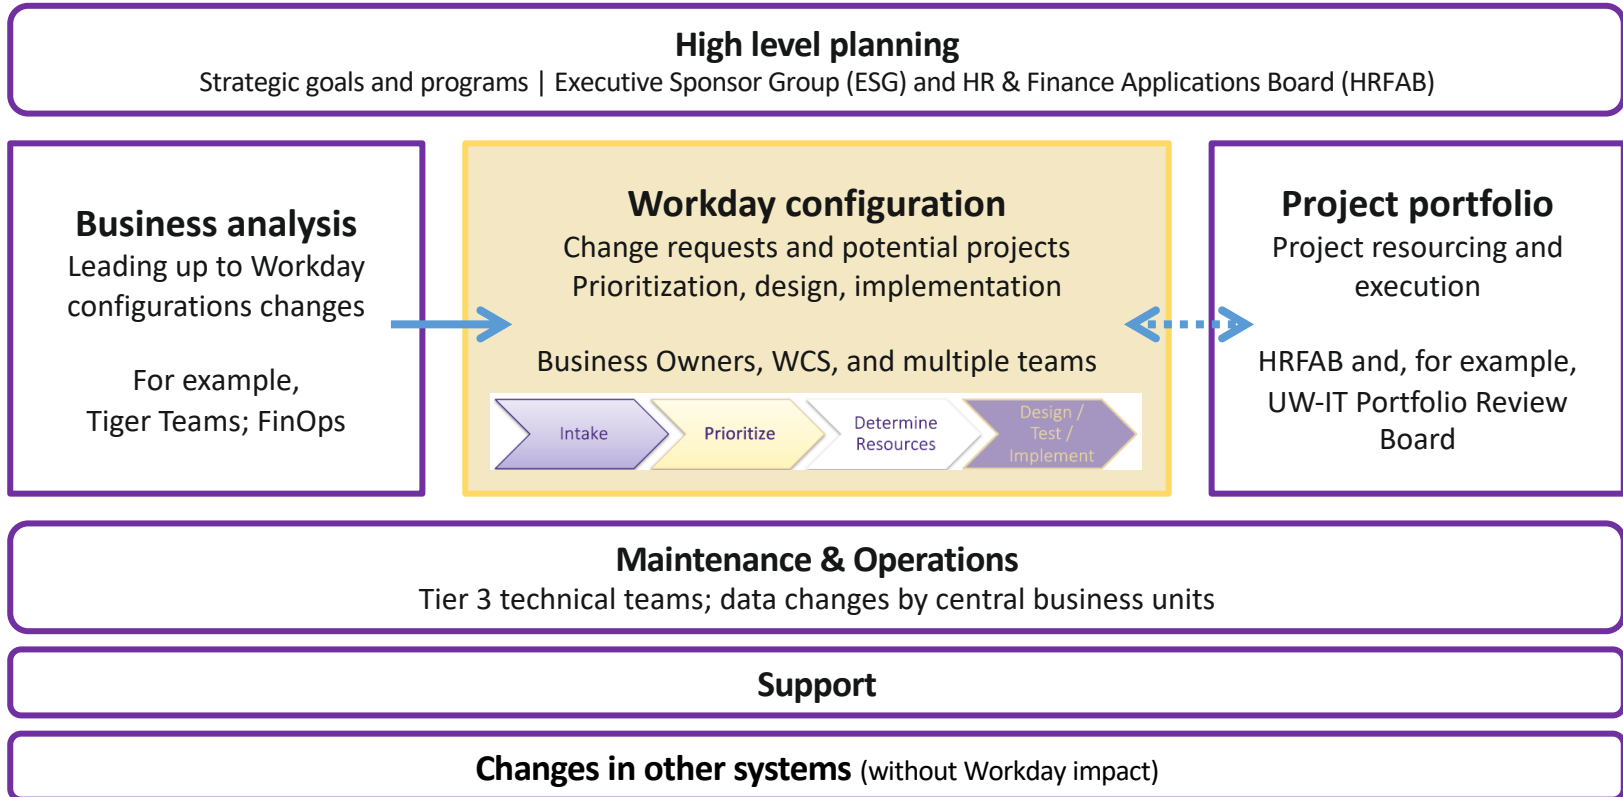 High level planning
Strategic goals and programs | Executive Sponsor Group (ESG) and HR & Finance Applications Board (HRFAB)
Business analysis
Leading up to Workday
configurations changes
For example,
Tiger Teams; FinOps
Workday configuration
Change requests and potential projects
Prioritization, design, implementation
Business Owners, WCS, and multiple teams
Intake
Prioritize
Determine
Resources
Design /
Test /
Implement
Project portfolio
Project resourcing and
execution
HRFAB and, for example,
UW-IT Portfolio Review
Board
Maintenance & Operations
Tier 3 technical teams; data changes by central business units
Support
Changes in other systems (without Workday impact)